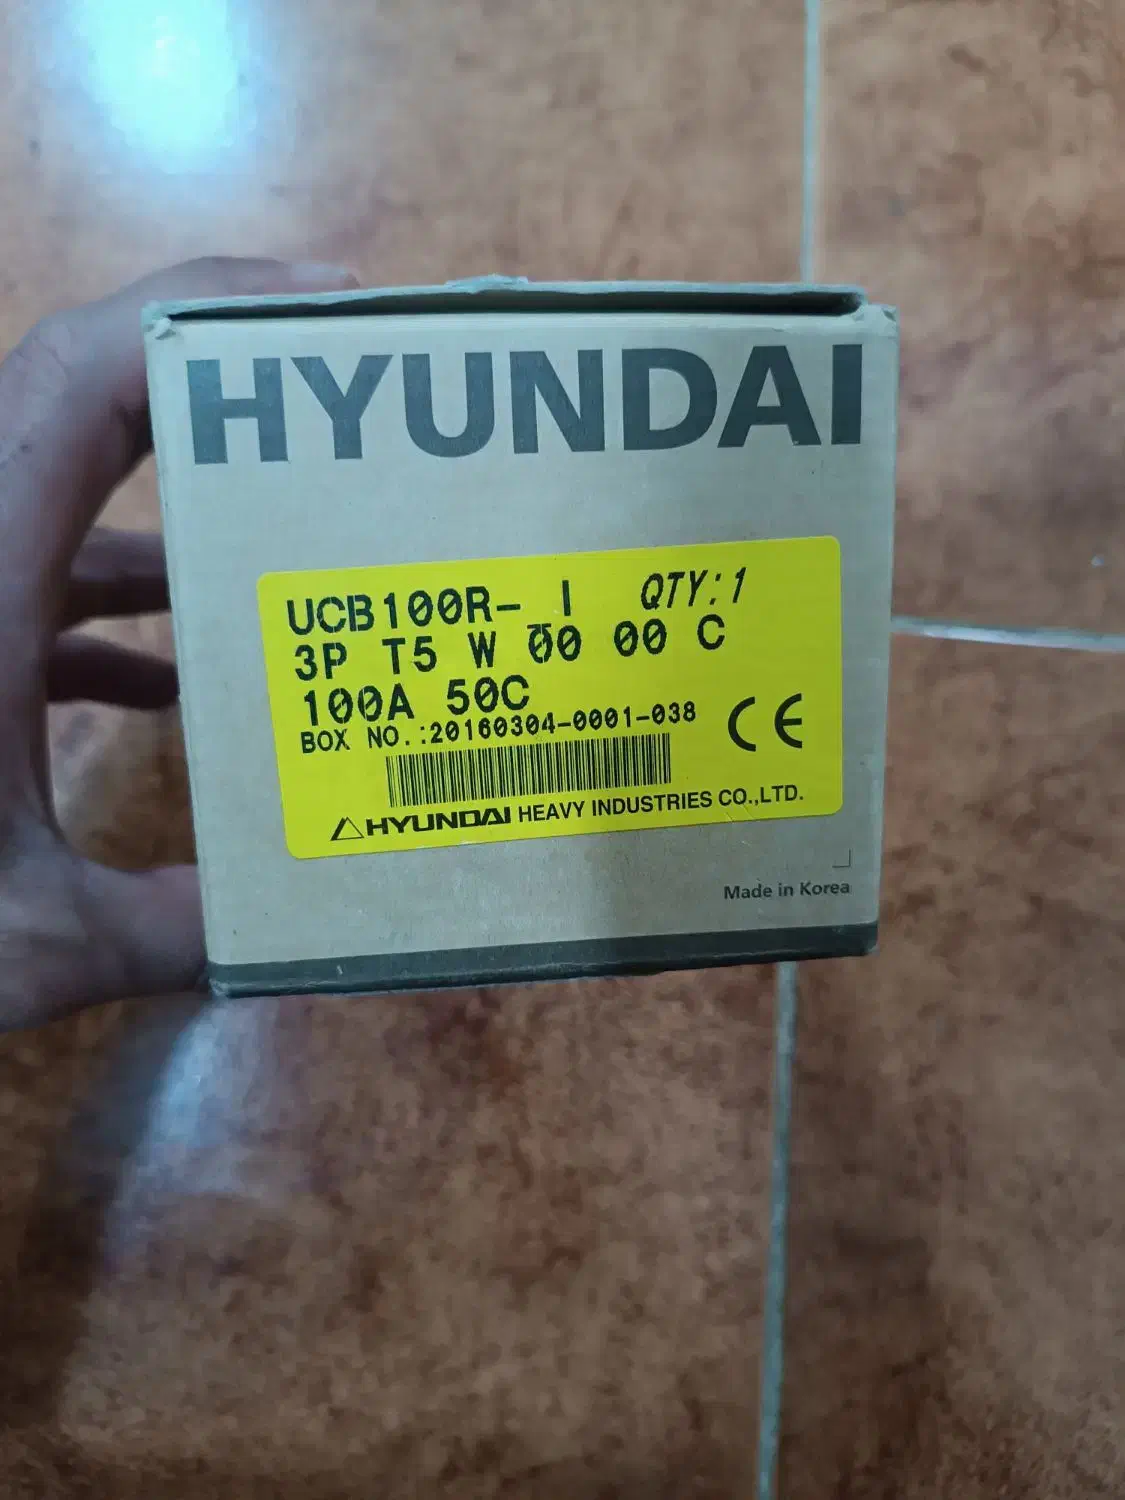 HYUNDAI
UCB100R- I QTY:1
3P T5 W 00 00 C
100A 50C
BOX NO.:20160304-0001-038
CE
HYUNDAI HEAVY INDUSTRIES CO.,LTD.
Made in Korea